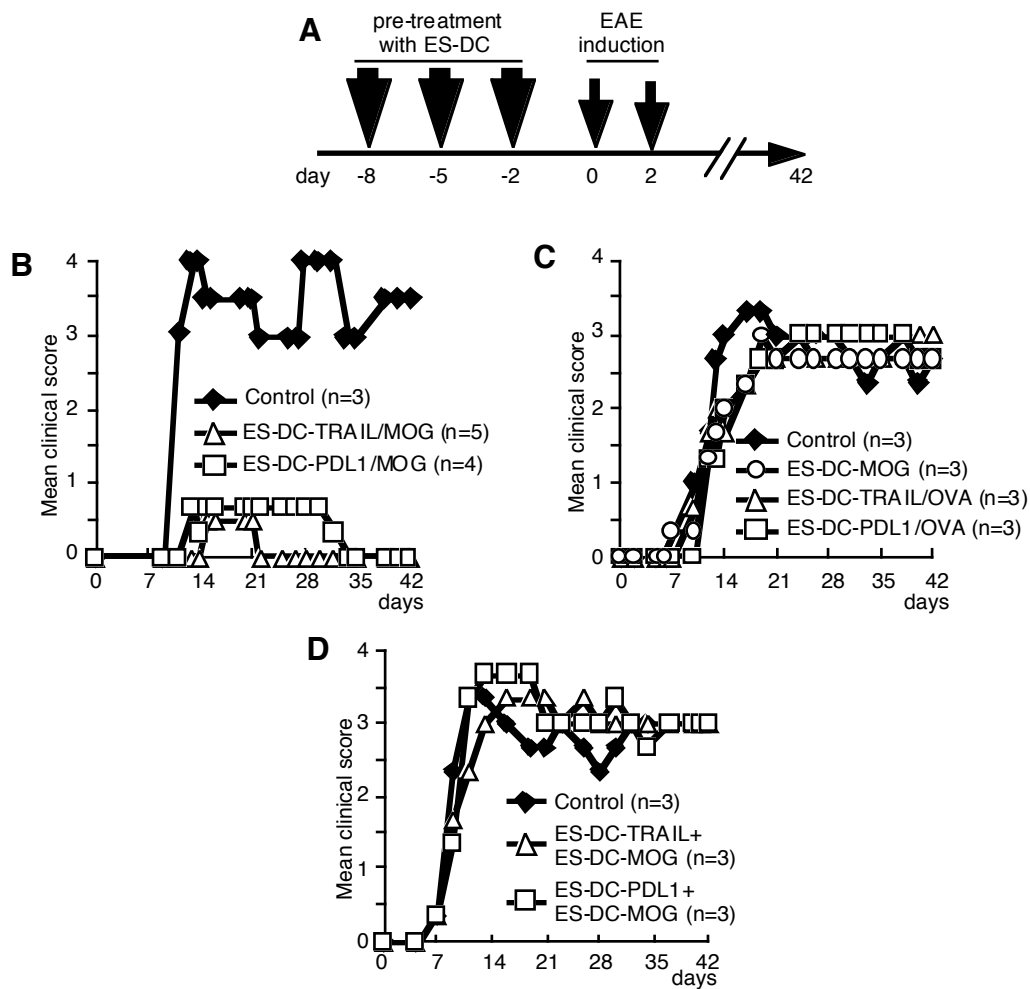 A
pre-treatment
with ES-DC
EAE
induction
day -8 -5 -2 0 2 42
B
Mean clinical score
4
3
2
1
0
Control (n=3)
ES-DC-TRAIL/MOG (n=5)
ES-DC-PDL1/MOG (n=4)
0 7 14 21 28 35 42
days
C
Mean clinical score
4
3
2
1
0
Control (n=3)
ES-DC-MOG (n=3)
ES-DC-TRAIL/OVA (n=3)
ES-DC-PDL1/OVA (n=3)
0 7 14 21 28 35 42
days
D
Mean clinical score
4
3
2
1
0
Control (n=3)
ES-DC-TRAIL+
ES-DC-MOG (n=3)
ES-DC-PDL1+
ES-DC-MOG (n=3)
0 7 14 21 28 35 42
days